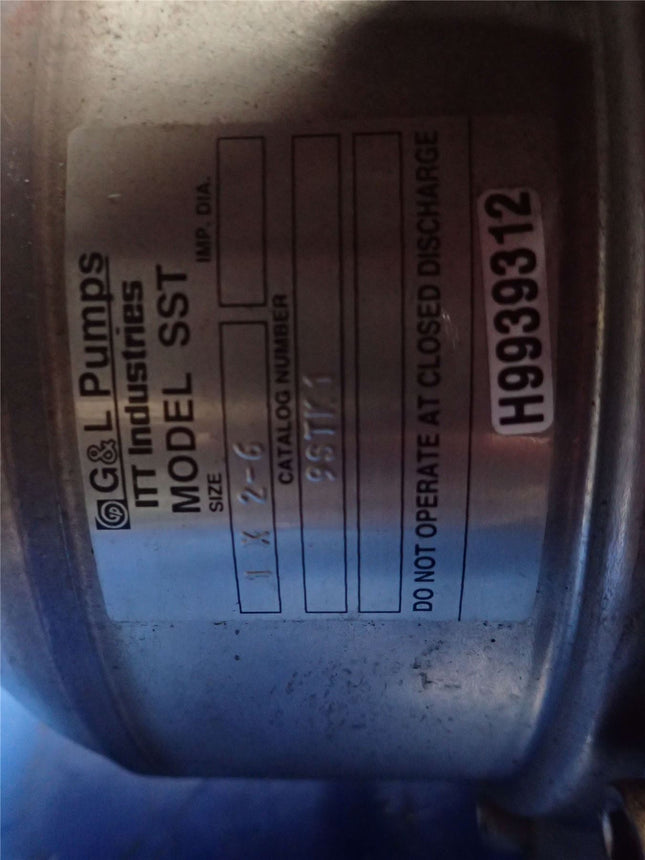 G&L Pumps
ITT Industries
MODEL SST
SIZE IMP. DIA.
1 X 2-6
CATALOG NUMBER
DO NOT OPERATE AT CLOSED DISCHARGE
H9939312